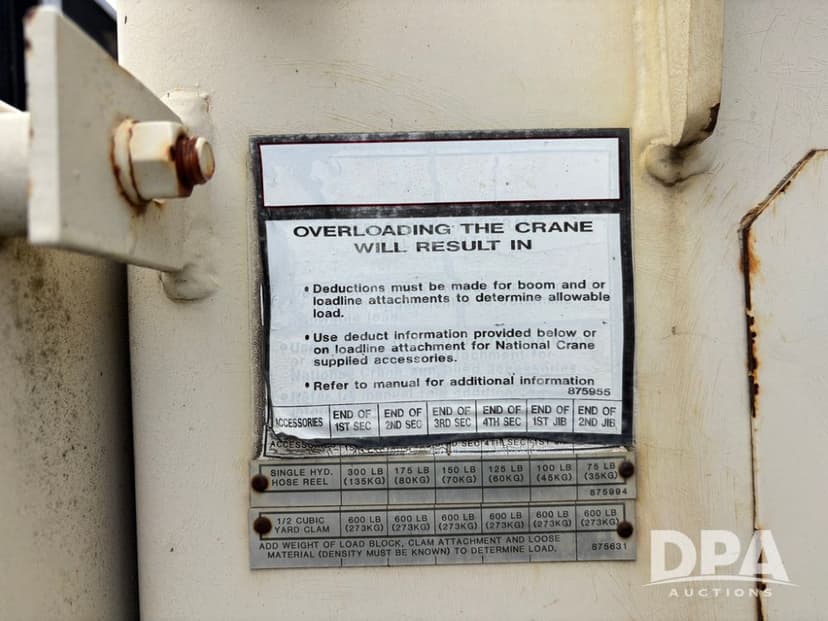 OVERLOADING THE CRANE
WILL RESULT IN
• Deductions must be made for boom and or
loadline attachments to determine allowable
load.
• Use deduct information provided below or
on loadline attachment for National Crane
supplied accessories.
• Refer to manual for additional information
875955
ACCESSORIES END OF 1ST SEC END OF 2ND SEC END OF 3RD SEC END OF 4TH SEC END OF 1ST JIB END OF 2ND JIB
SINGLE HYD. 300 LB 175 LB 150 LB 125 LB 100 LB 75 LB
HOSE REEL (135KG) (80KG) (70KG) (60KG) (45KG) (35KG)
875994
1/2 CUBIC 600 LB 600 LB 600 LB 600 LB 600 LB 600 LB
YARD CLAM (273KG) (273KG) (273KG) (273KG) (273KG) (273KG)
ADD WEIGHT OF LOAD BLOCK, CLAM ATTACHMENT AND LOOSE
MATERIAL (DENSITY MUST BE KNOWN) TO DETERMINE LOAD. 875631
DPA
AUCTIONS